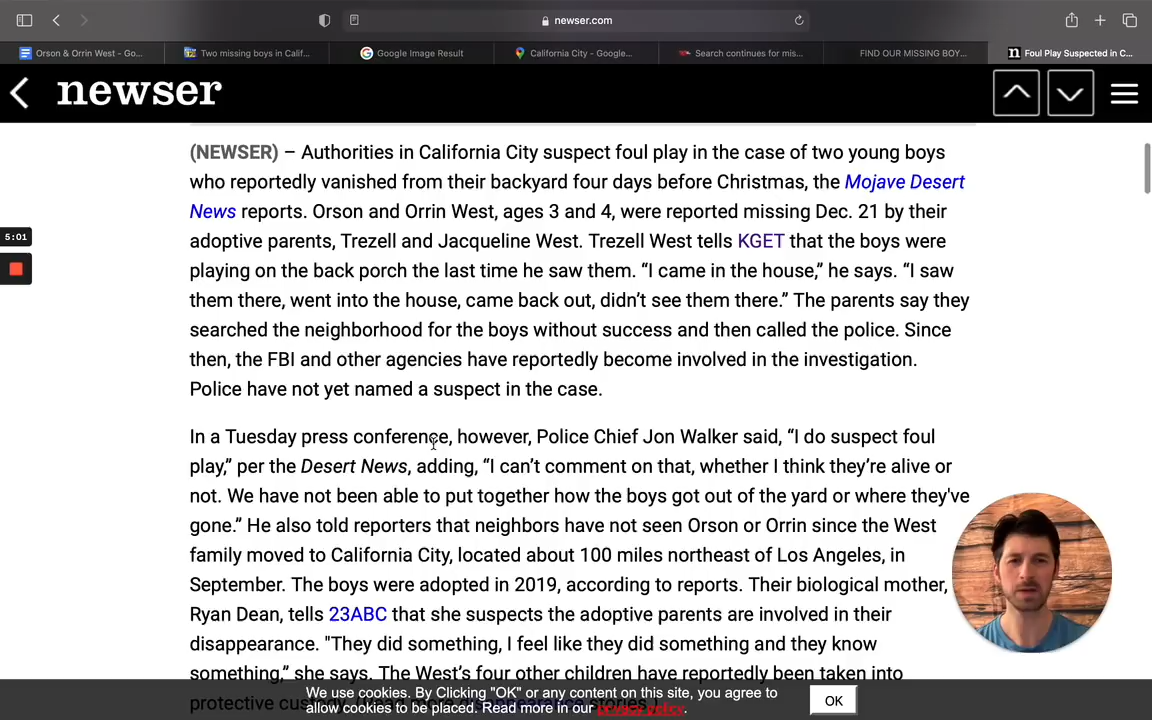 newser.com
Orson & Orrin West - Go...
Two missing boys in Calif...
Google Image Result
California City - Google...
Search continues for mis...
FIND OUR MISSING BOY...
n Foul Play Suspected in C...
newser
5:01
(NEWSER) – Authorities in California City suspect foul play in the case of two young boys
who reportedly vanished from their backyard four days before Christmas, the Mojave Desert
News reports. Orson and Orrin West, ages 3 and 4, were reported missing Dec. 21 by their
adoptive parents, Trezell and Jacqueline West. Trezell West tells KGET that the boys were
playing on the back porch the last time he saw them. “I came in the house,” he says. “I saw
them there, went into the house, came back out, didn’t see them there.” The parents say they
searched the neighborhood for the boys without success and then called the police. Since
then, the FBI and other agencies have reportedly become involved in the investigation.
Police have not yet named a suspect in the case.
In a Tuesday press conference, however, Police Chief Jon Walker said, “I do suspect foul
play,” per the Desert News, adding, “I can’t comment on that, whether I think they’re alive or
not. We have not been able to put together how the boys got out of the yard or where they've
gone.” He also told reporters that neighbors have not seen Orson or Orrin since the West
family moved to California City, located about 100 miles northeast of Los Angeles, in
September. The boys were adopted in 2019, according to reports. Their biological mother,
Ryan Dean, tells 23ABC that she suspects the adoptive parents are involved in their
disappearance. "They did something, I feel like they did something and they know
something,” she says. The West’s four other children have reportedly been taken into
protective custody.
We use cookies. By Clicking "OK" or any content on this site, you agree to
allow cookies to be placed. Read more in our privacy policy.
OK